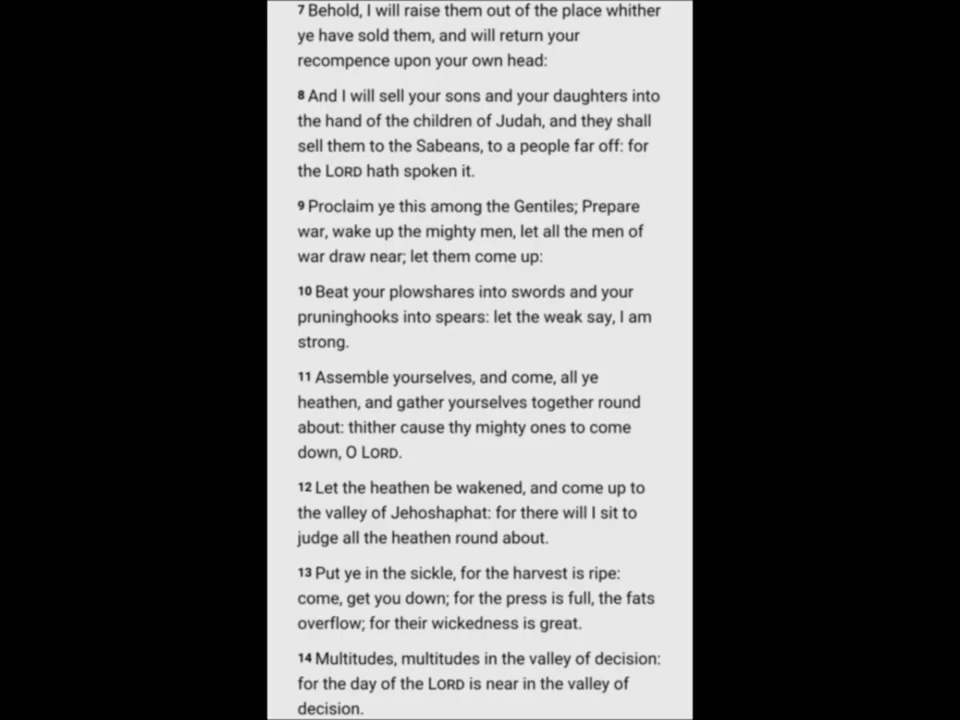 7 Behold, I will raise them out of the place whither
ye have sold them, and will return your
recompence upon your own head:
8 And I will sell your sons and your daughters into
the hand of the children of Judah, and they shall
sell them to the Sabeans, to a people far off: for
the LORD hath spoken it.
9 Proclaim ye this among the Gentiles; Prepare
war, wake up the mighty men, let all the men of
war draw near; let them come up:
10 Beat your plowshares into swords and your
pruninghooks into spears: let the weak say, I am
strong.
11 Assemble yourselves, and come, all ye
heathen, and gather yourselves together round
about: thither cause thy mighty ones to come
down, O LORD.
12 Let the heathen be wakened, and come up to
the valley of Jehoshaphat: for there will I sit to
judge all the heathen round about.
13 Put ye in the sickle, for the harvest is ripe:
come, get you down; for the press is full, the fats
overflow; for their wickedness is great.
14 Multitudes, multitudes in the valley of decision:
for the day of the LORD is near in the valley of
decision.